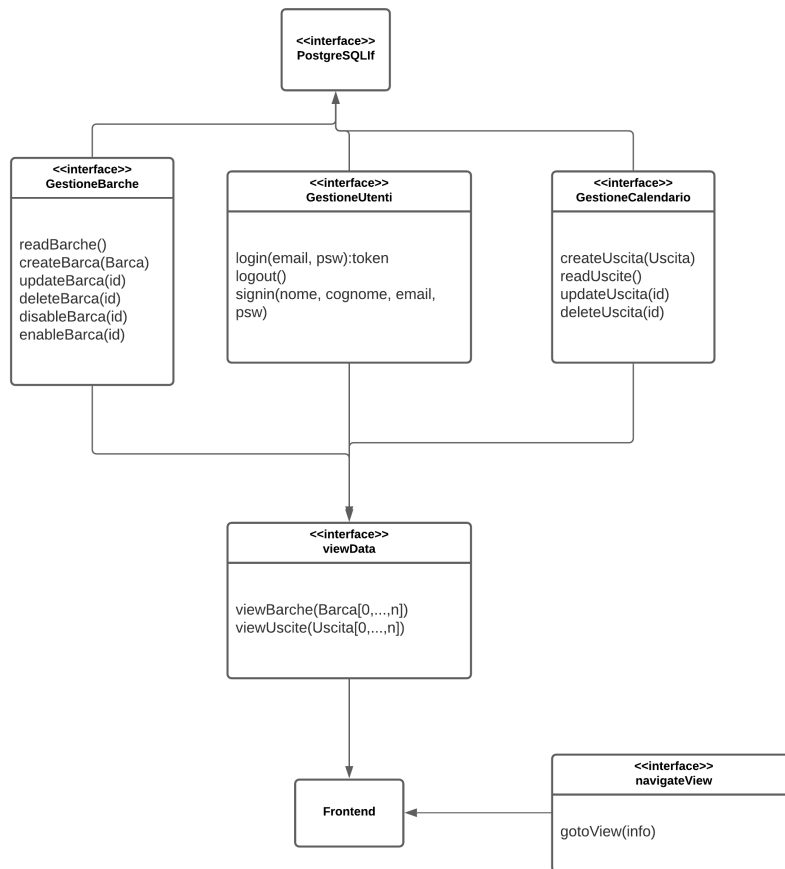 <<interface>>
PostgreSQLIf
<<interface>>
GestioneBarche
readBarche()
createBarca(Barca)
updateBarca(id)
deleteBarca(id)
disableBarca(id)
enableBarca(id)
<<interface>>
GestioneUtenti
login(email, psw):token
logout()
signin(nome, cognome, email,
psw)
<<interface>>
GestioneCalendario
createUscita(Uscita)
readUscite()
updateUscita(id)
deleteUscita(id)
<<interface>>
viewData
viewBarche(Barca[0,...,n])
viewUscite(Uscita[0,...,n])
Frontend
<<interface>>
navigateView
gotoView(info)